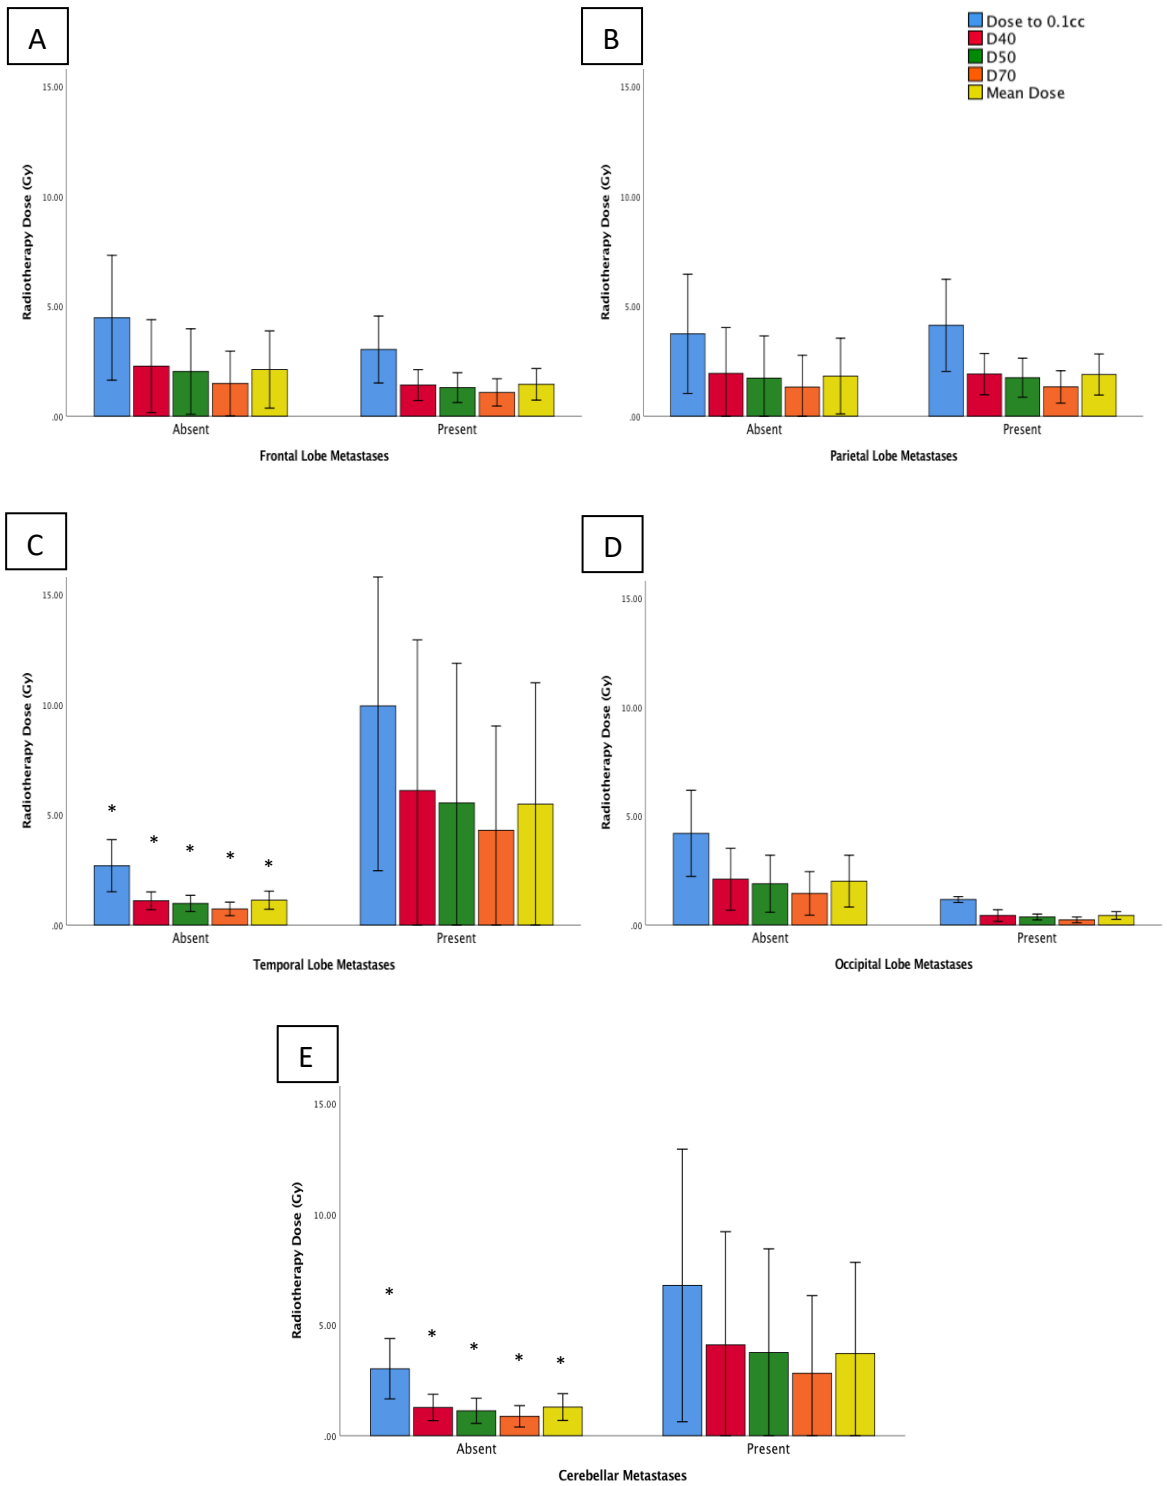 A
B
Dose to 0.1cc
D40
D50
D70
Mean Dose
Radiotherapy Dose (Gy)
15.00
10.00
5.00
.00
Absent
Present
Frontal Lobe Metastases
Radiotherapy Dose (Gy)
15.00
10.00
5.00
.00
Absent
Present
Parietal Lobe Metastases
C
D
Radiotherapy Dose (Gy)
15.00
10.00
5.00
.00
* * * * *
Absent
Present
Temporal Lobe Metastases
Radiotherapy Dose (Gy)
15.00
10.00
5.00
.00
Absent
Present
Occipital Lobe Metastases
E
Radiotherapy Dose (Gy)
15.00
10.00
5.00
.00
* * * * *
Absent
Present
Cerebellar Metastases